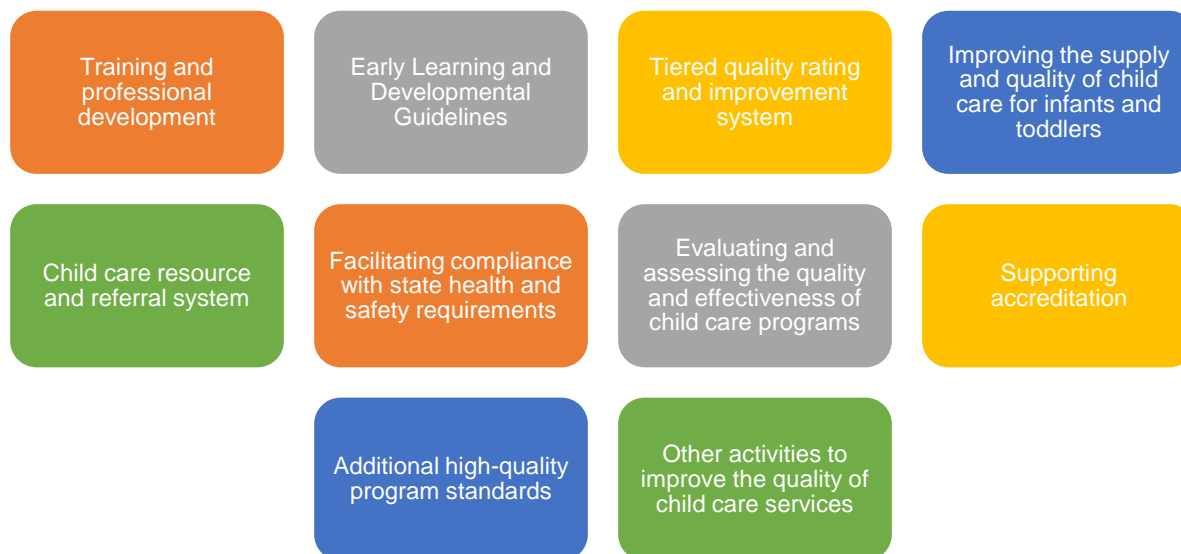 Training and
professional
development
Early Learning and
Developmental
Guidelines
Tiered quality rating
and improvement
system
Improving the supply
and quality of child
care for infants and
toddlers
Child care resource
and referral system
Facilitating compliance
with state health and
safety requirements
Evaluating and
assessing the quality
and effectiveness of
child care programs
Supporting
accreditation
Additional high-quality
program standards
Other activities to
improve the quality of
child care services